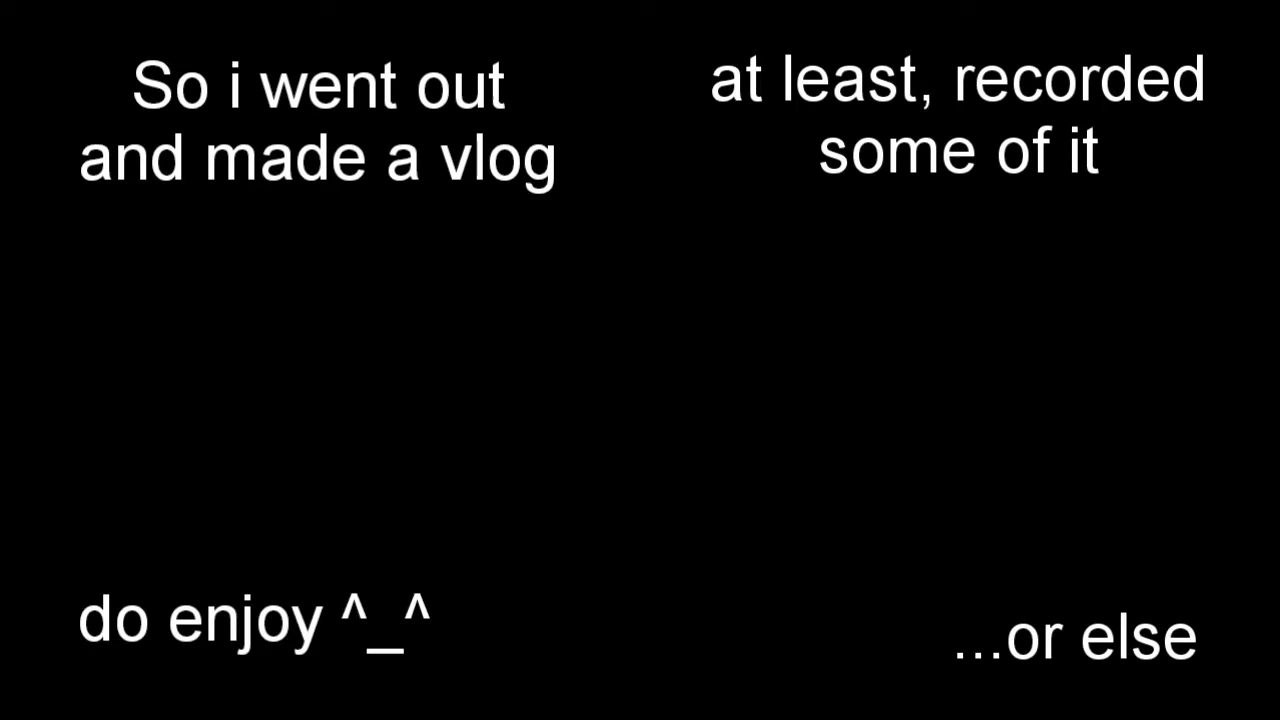 So i went out
and made a vlog
at least, recorded
some of it
do enjoy ^_^
...or else